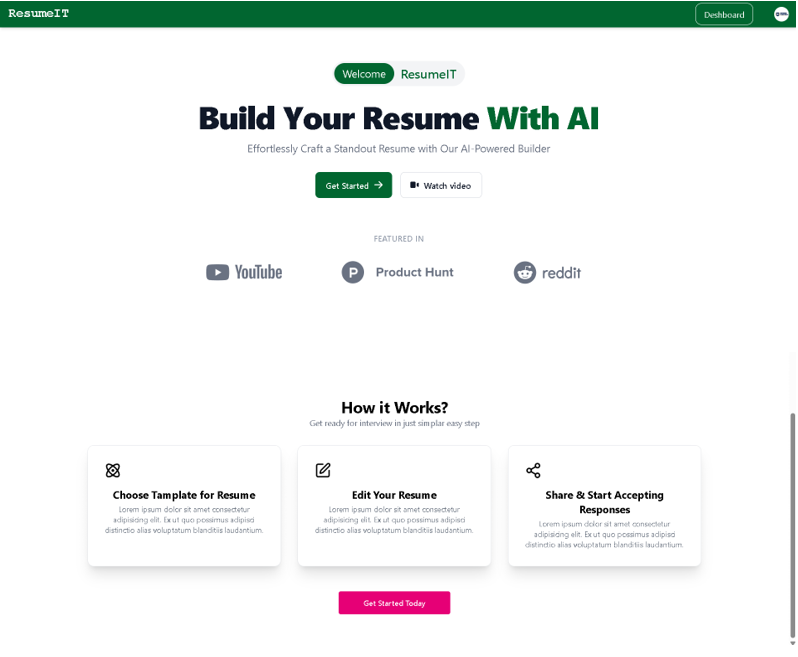 ResumeIT
Deshboard
Welcome ResumeIT
Build Your Resume With AI
Effortlessly Craft a Standout Resume with Our AI-Powered Builder
Get Started
Watch video
FEATURED IN
YouTube
Product Hunt
reddit
How it Works?
Get ready for interview in just simplar easy step
Choose Tamplate for Resume
Lorem ipsum dolor sit amet consectetur
adipisicing elit. Ex ut quo possimus adipisci
distinctio alias voluptatum blanditiis laudantium.
Edit Your Resume
Lorem ipsum dolor sit amet consectetur
adipisicing elit. Ex ut quo possimus adipisci
distinctio alias voluptatum blanditiis laudantium.
Share & Start Accepting
Responses
Lorem ipsum dolor sit amet consectetur
adipisicing elit. Ex ut quo possimus adipisci
distinctio alias voluptatum blanditiis laudantium.
Get Started Today